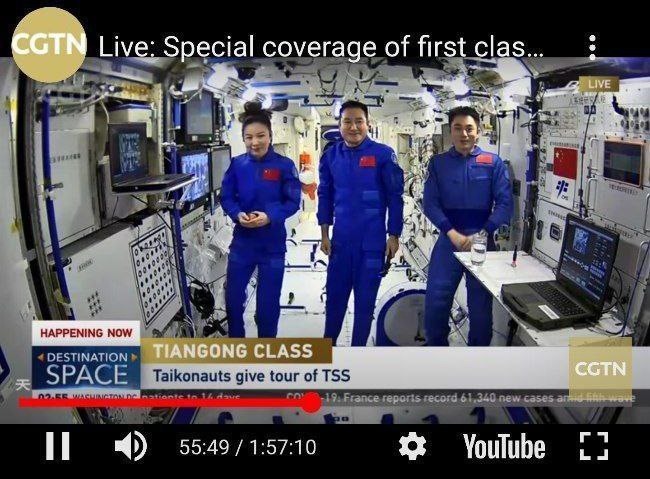 CGTN
Live: Special coverage of first clas...
LIVE
HAPPENING NOW
DESTINATION
SPACE
TIANGONG CLASS
Taikonauts give tour of TSS
CGTN
天
02:55 WASHINGTON DC patients to 14 days
-19: France reports record 61,340 new cases amid fifth wave
55:49 / 1:57:10
YouTube